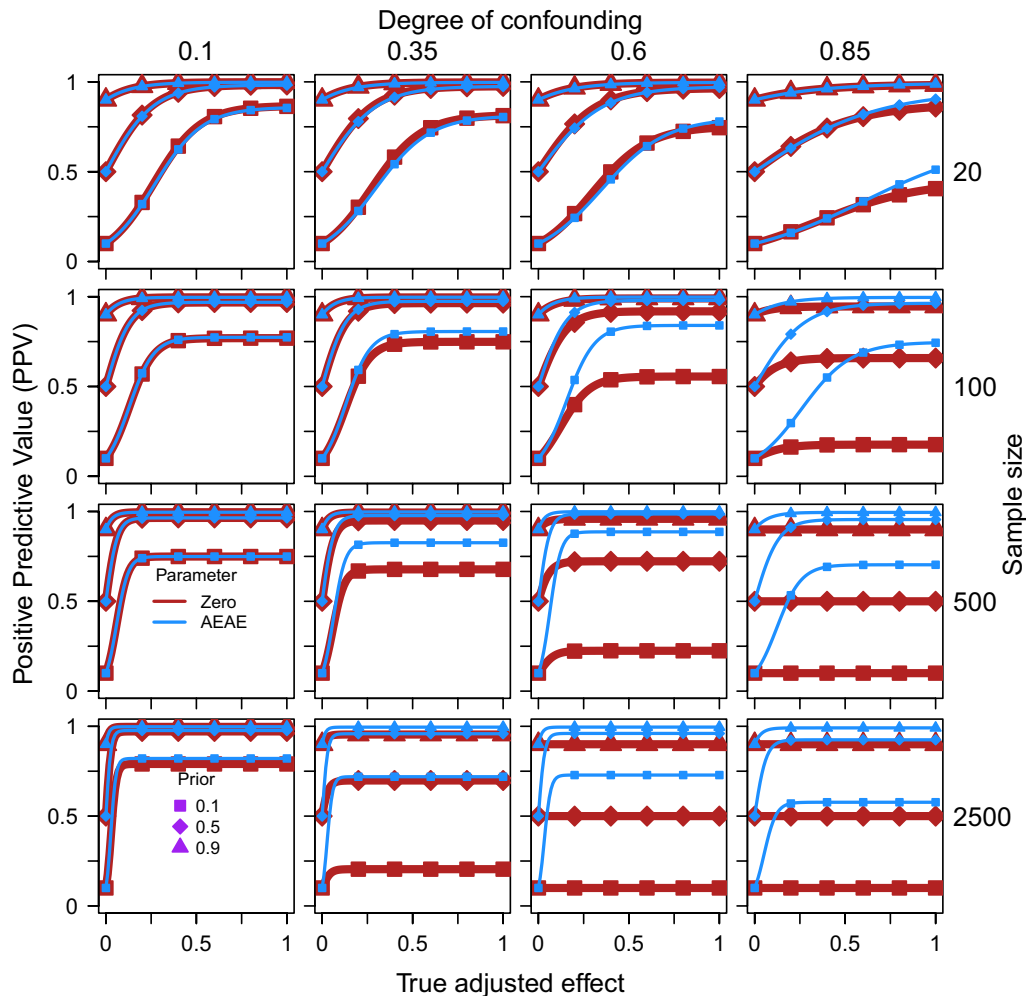 Degree of confounding
0.1 0.35 0.6 0.85
1
0.5
0
20
1
0.5
0
100
1
0.5
0
500
Parameter
Zero
AEAE
1
0.5
0
2500
Prior
0.1
0.5
0.9
0 0.5 1 0 0.5 1 0 0.5 1 0 0.5 1
True adjusted effect
Positive Predictive Value (PPV)
Sample size